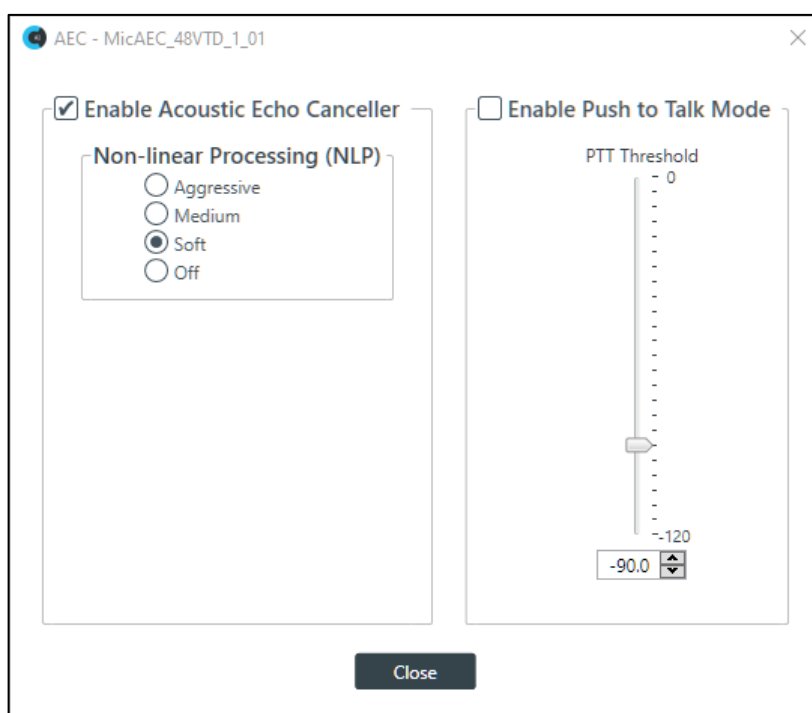 AEC - MicAEC_48VTD_1_01
Enable Acoustic Echo Canceller
Non-linear Processing (NLP)
Aggressive
Medium
Soft
Off
Enable Push to Talk Mode
PTT Threshold
0
-120
-90.0
Close